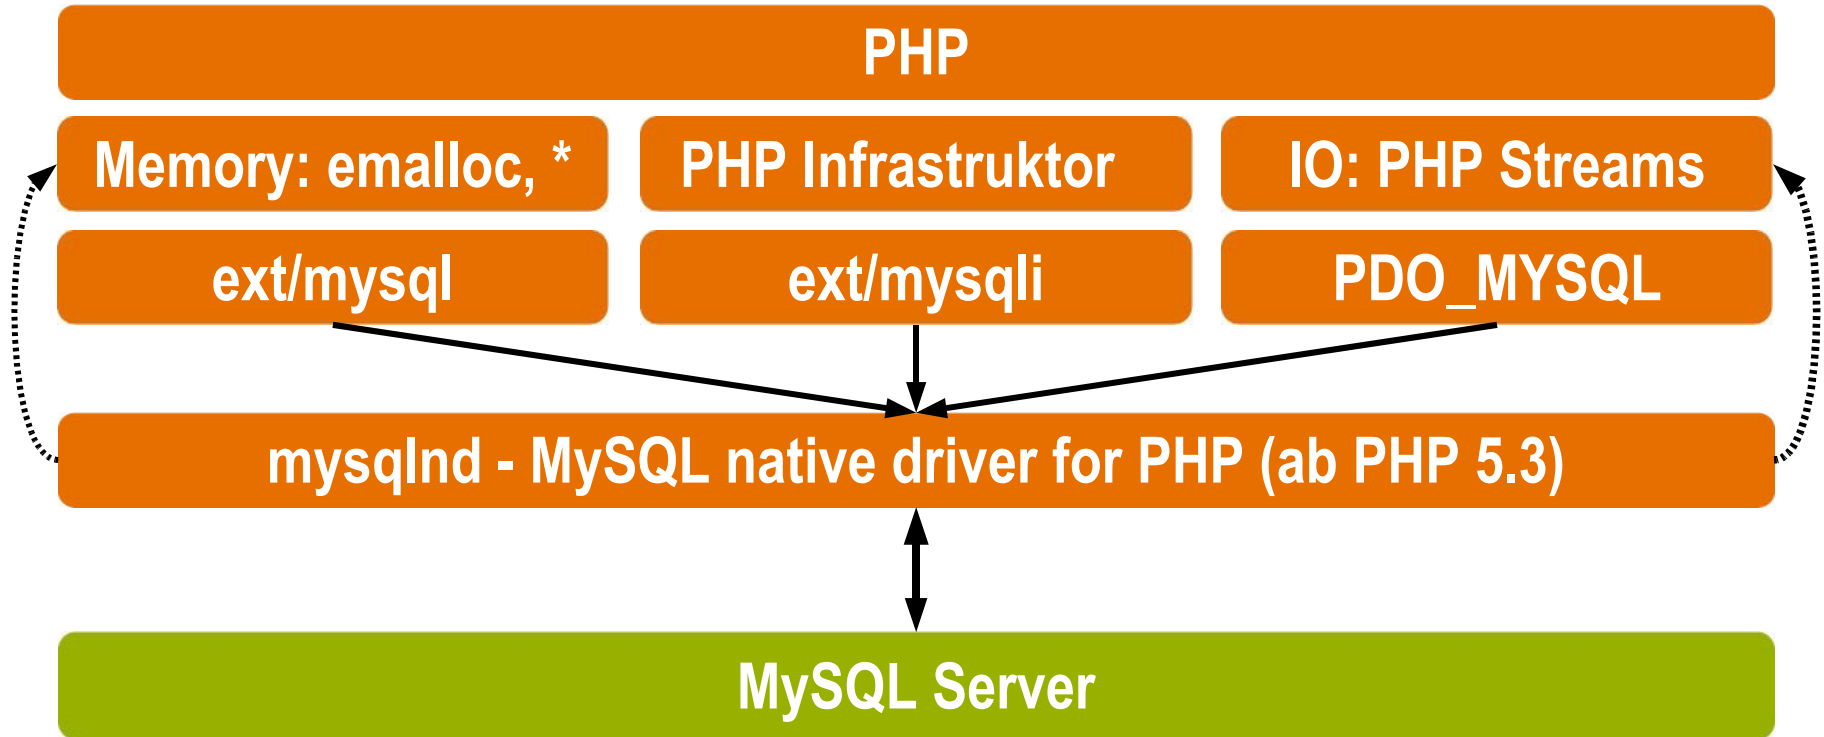 PHP
Memory: emalloc, *
PHP Infrastruktor
IO: PHP Streams
ext/mysql
ext/mysqli
PDO_MYSQL
mysqlnd - MySQL native driver for PHP (ab PHP 5.3)
MySQL Server